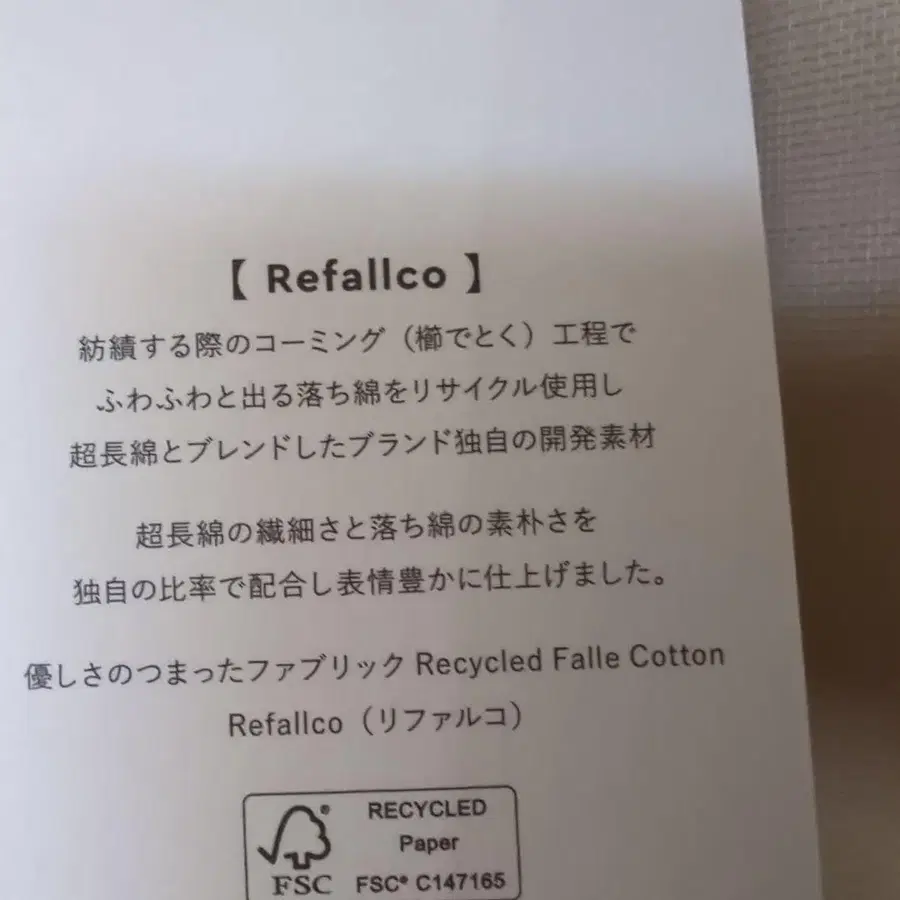 【 Refallco 】
紡績する際のコーミング（櫛でとく）工程で
ふわふわと出る落ち綿をリサイクル使用し
超長綿とブレンドしたブランド独自の開発素材
超長綿の繊細さと落ち綿の素朴さを
独自の比率で配合し表情豊かに仕上げました。
優しさのつまったファブリック Recycled Falle Cotton
Refallco（リファルコ）
RECYCLED
Paper
FSC® C147165
®
FSC